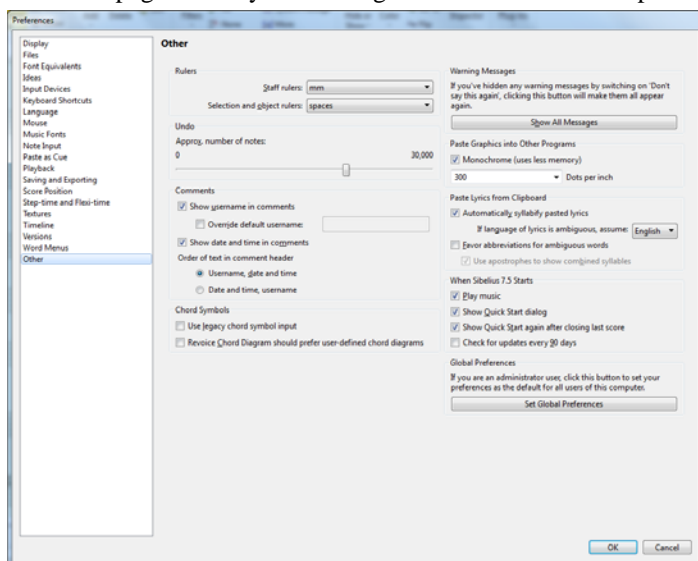 Preferences
Display
Files
Font Equivalents
Ideas
Input Devices
Keyboard Shortcuts
Language
Mouse
Music Fonts
Note Input
Paste as Cue
Playback
Saving and Exporting
Score Position
Step-time and Flexi-time
Textures
Timeline
Versions
Word Menus
Other
Other
Rulers
Staff rulers: mm
Selection and object rulers: spaces
Undo
Approx. number of notes:
0 30,000
Comments
Show username in comments
Override default username:
Show date and time in comments
Order of text in comment header
Username, date and time
Date and time, username
Chord Symbols
Use legacy chord symbol input
Revoice Chord Diagram should prefer user-defined chord diagrams
Warning Messages
If you've hidden any warning messages by switching on 'Don't
say this again', clicking this button will make them all appear
again.
Show All Messages
Paste Graphics into Other Programs
Monochrome (uses less memory)
300 Dots per inch
Paste Lyrics from Clipboard
Automatically syllabify pasted lyrics
If language of lyrics is ambiguous, assume: English
Favor abbreviations for ambiguous words
Use apostrophes to show combined syllables
When Sibelius 7.5 Starts
Play music
Show Quick Start dialog
Show Quick Start again after closing last score
Check for updates every 90 days
Global Preferences
If you are an administrator user, click this button to set your
preferences as the default for all users of this computer.
Set Global Preferences
OK Cancel